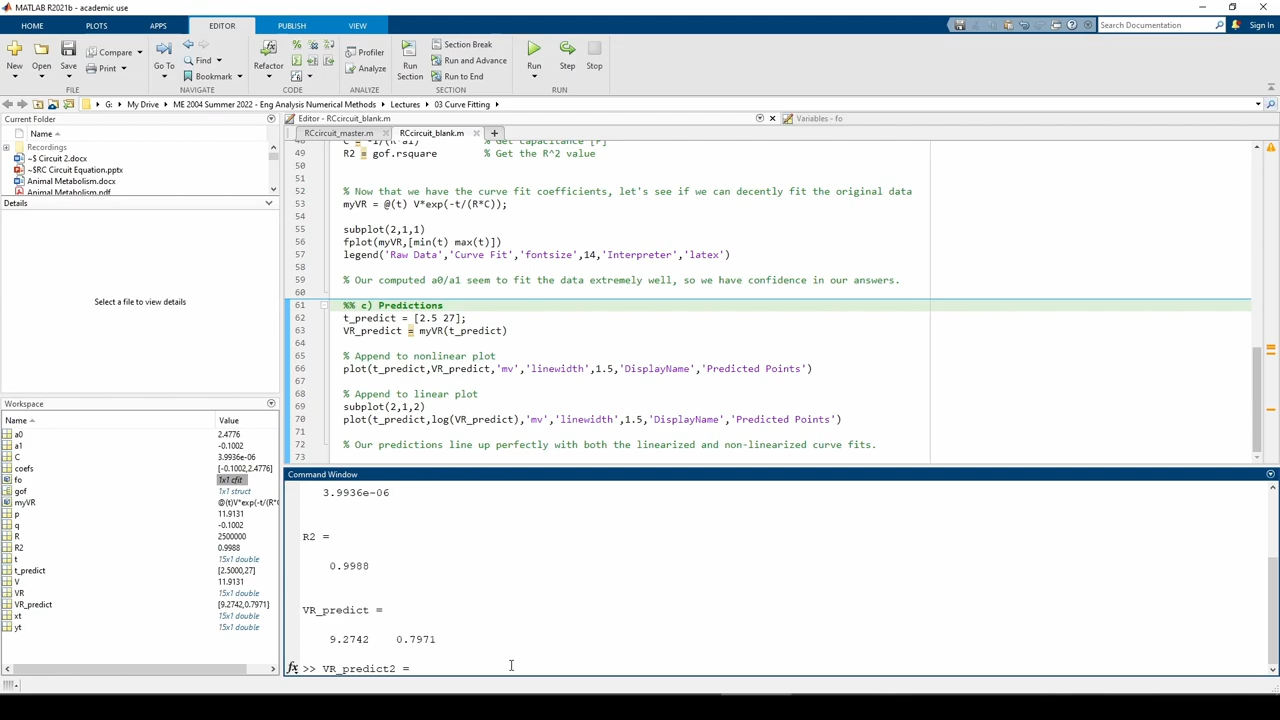 MATLAB R2021b - academic use
HOME PLOTS APPS EDITOR PUBLISH VIEW
Search Documentation
Sign In
New Open Save Compare Print
Go To Find Bookmark
Refactor
Profiler Analyze
Run Section
Section Break
Run and Advance
Run to End
Run Step Stop
FILE NAVIGATE CODE ANALYZE SECTION RUN
G: ▸ My Drive ▸ ME 2004 Summer 2022 - Eng Analysis Numerical Methods ▸ Lectures ▸ 03 Curve Fitting ▸
Current Folder
Name
Recordings
~$ Circuit 2.docx
~$RC Circuit Equation.pptx
Animal Metabolism.docx
Animal Metabolism.pdf
Details
Select a file to view details
Workspace
Name Value
a0 2.4776
a1 -0.1002
C 3.9936e-06
coefs [-0.1002,2.4776]
fo 1x1 cfit
gof 1x1 struct
myVR @(t)V*exp(-t/(R*C
p 11.9131
q -0.1002
R 2500000
R2 0.9988
t 15x1 double
t_predict [2.5000,27]
V 11.9131
VR 15x1 double
VR_predict [9.2742,0.7971]
xt 15x1 double
yt 15x1 double
Editor - RCcircuit_blank.m
Variables - fo
RCcircuit_master.m RCcircuit_blank.m
48 C = -1/(R*a1) % Get capacitance [F]
49 R2 = gof.rsquare % Get the R^2 value
50
51
52 % Now that we have the curve fit coefficients, let's see if we can decently fit the original data
53 myVR = @(t) V*exp(-t/(R*C));
54
55 subplot(2,1,1)
56 fplot(myVR,[min(t) max(t)])
57 legend('Raw Data','Curve Fit','fontsize',14,'Interpreter','latex')
58
59 % Our computed a0/a1 seem to fit the data extremely well, so we have confidence in our answers.
60
61 %% c) Predictions
62 t_predict = [2.5 27];
63 VR_predict = myVR(t_predict)
64
65 % Append to nonlinear plot
66 plot(t_predict,VR_predict,'mv','linewidth',1.5,'DisplayName','Predicted Points')
67
68 % Append to linear plot
69 subplot(2,1,2)
70 plot(t_predict,log(VR_predict),'mv','linewidth',1.5,'DisplayName','Predicted Points')
71
72 % Our predictions line up perfectly with both the linearized and non-linearized curve fits.
73
Command Window
3.9936e-06
R2 =
0.9988
VR_predict =
9.2742 0.7971
fx >> VR_predict2 =